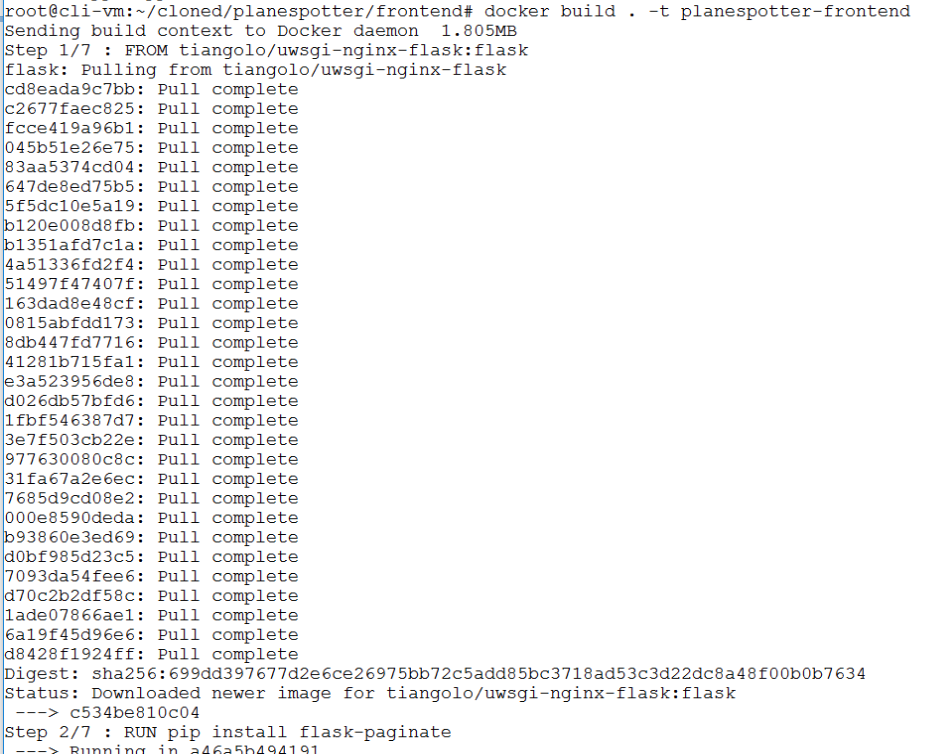 root@cli-vm:~/cloned/planespotter/frontend# docker build . -t planespotter-frontend
Sending build context to Docker daemon  1.805MB
Step 1/7 : FROM tiangolo/uwsgi-nginx-flask:flask
flask: Pulling from tiangolo/uwsgi-nginx-flask
cd8eada9c7bb: Pull complete
c2677faec825: Pull complete
fcce419a96b1: Pull complete
045b51e26e75: Pull complete
83aa5374cd04: Pull complete
647de8ed75b5: Pull complete
5f5dc10e5a19: Pull complete
b120e008d8fb: Pull complete
b1351afd7c1a: Pull complete
4a51336fd2f4: Pull complete
51497f47407f: Pull complete
163dad8e48cf: Pull complete
0815abfdd173: Pull complete
8db447fd7716: Pull complete
41281b715fa1: Pull complete
e3a523956de8: Pull complete
d026db57bfd6: Pull complete
1fbf546387d7: Pull complete
3e7f503cb22e: Pull complete
977630080c8c: Pull complete
31fa67a2e6ec: Pull complete
7685d9cd08e2: Pull complete
000e8590deda: Pull complete
b93860e3ed69: Pull complete
d0bf985d23c5: Pull complete
7093da54fee6: Pull complete
d70c2b2df58c: Pull complete
1ade07866ae1: Pull complete
6a19f45d96e6: Pull complete
d8428f1924ff: Pull complete
Digest: sha256:699dd397677d2e6ce26975bb72c5add85bc3718ad53c3d22dc8a48f00b0b7634
Status: Downloaded newer image for tiangolo/uwsgi-nginx-flask:flask
 ---> c534be810c04
Step 2/7 : RUN pip install flask-paginate
 ---> Running in a46a5b494191